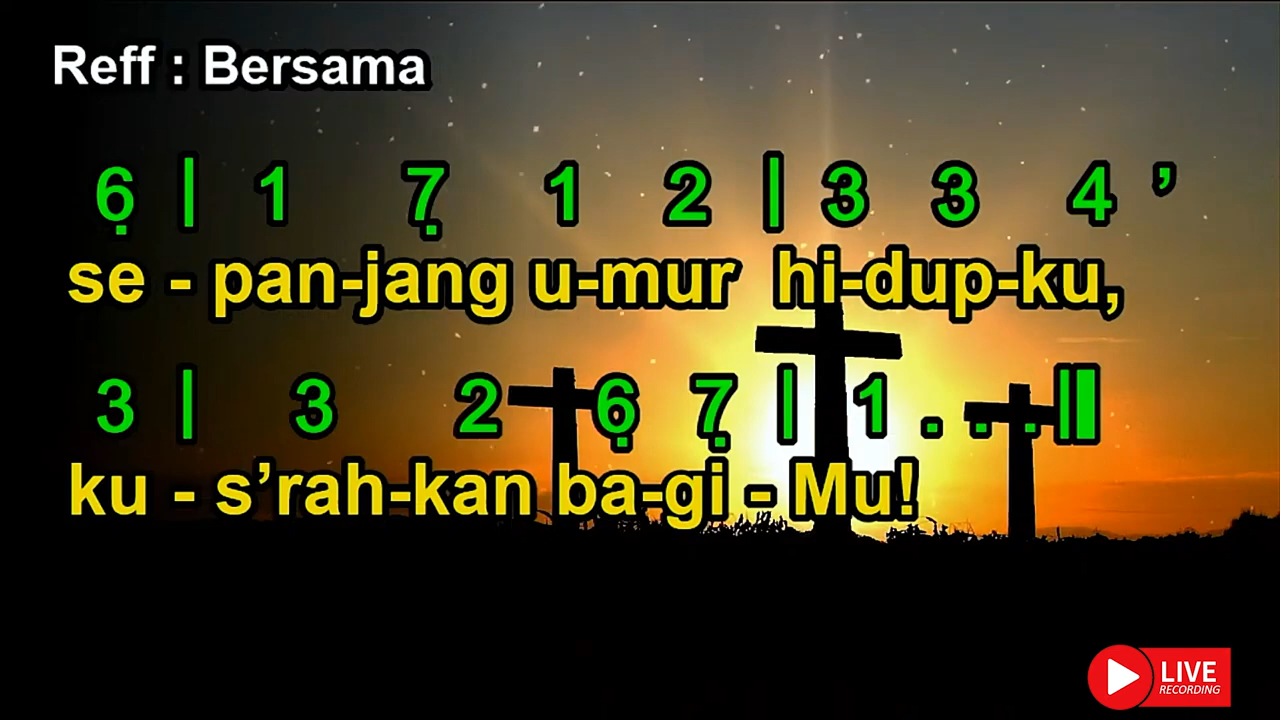 Reff : Bersama
6̣ | 1 7̣ 1 2 | 3 3 4 ’
se - pan-jang u-mur hi-dup-ku,
3 | 3 2 6̣ 7̣ | 1 . . . ||
ku - s’rah-kan ba-gi - Mu!
LIVE
RECORDING